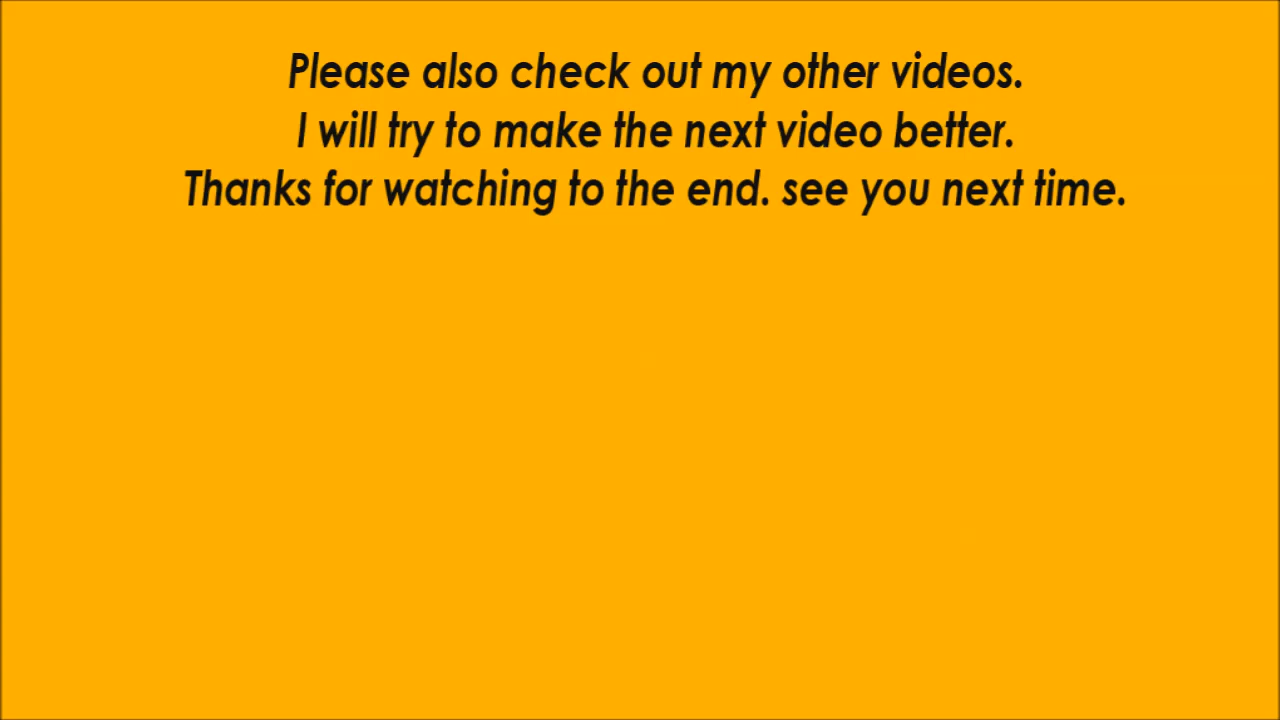 Please also check out my other videos.
I will try to make the next video better.
Thanks for watching to the end. see you next time.